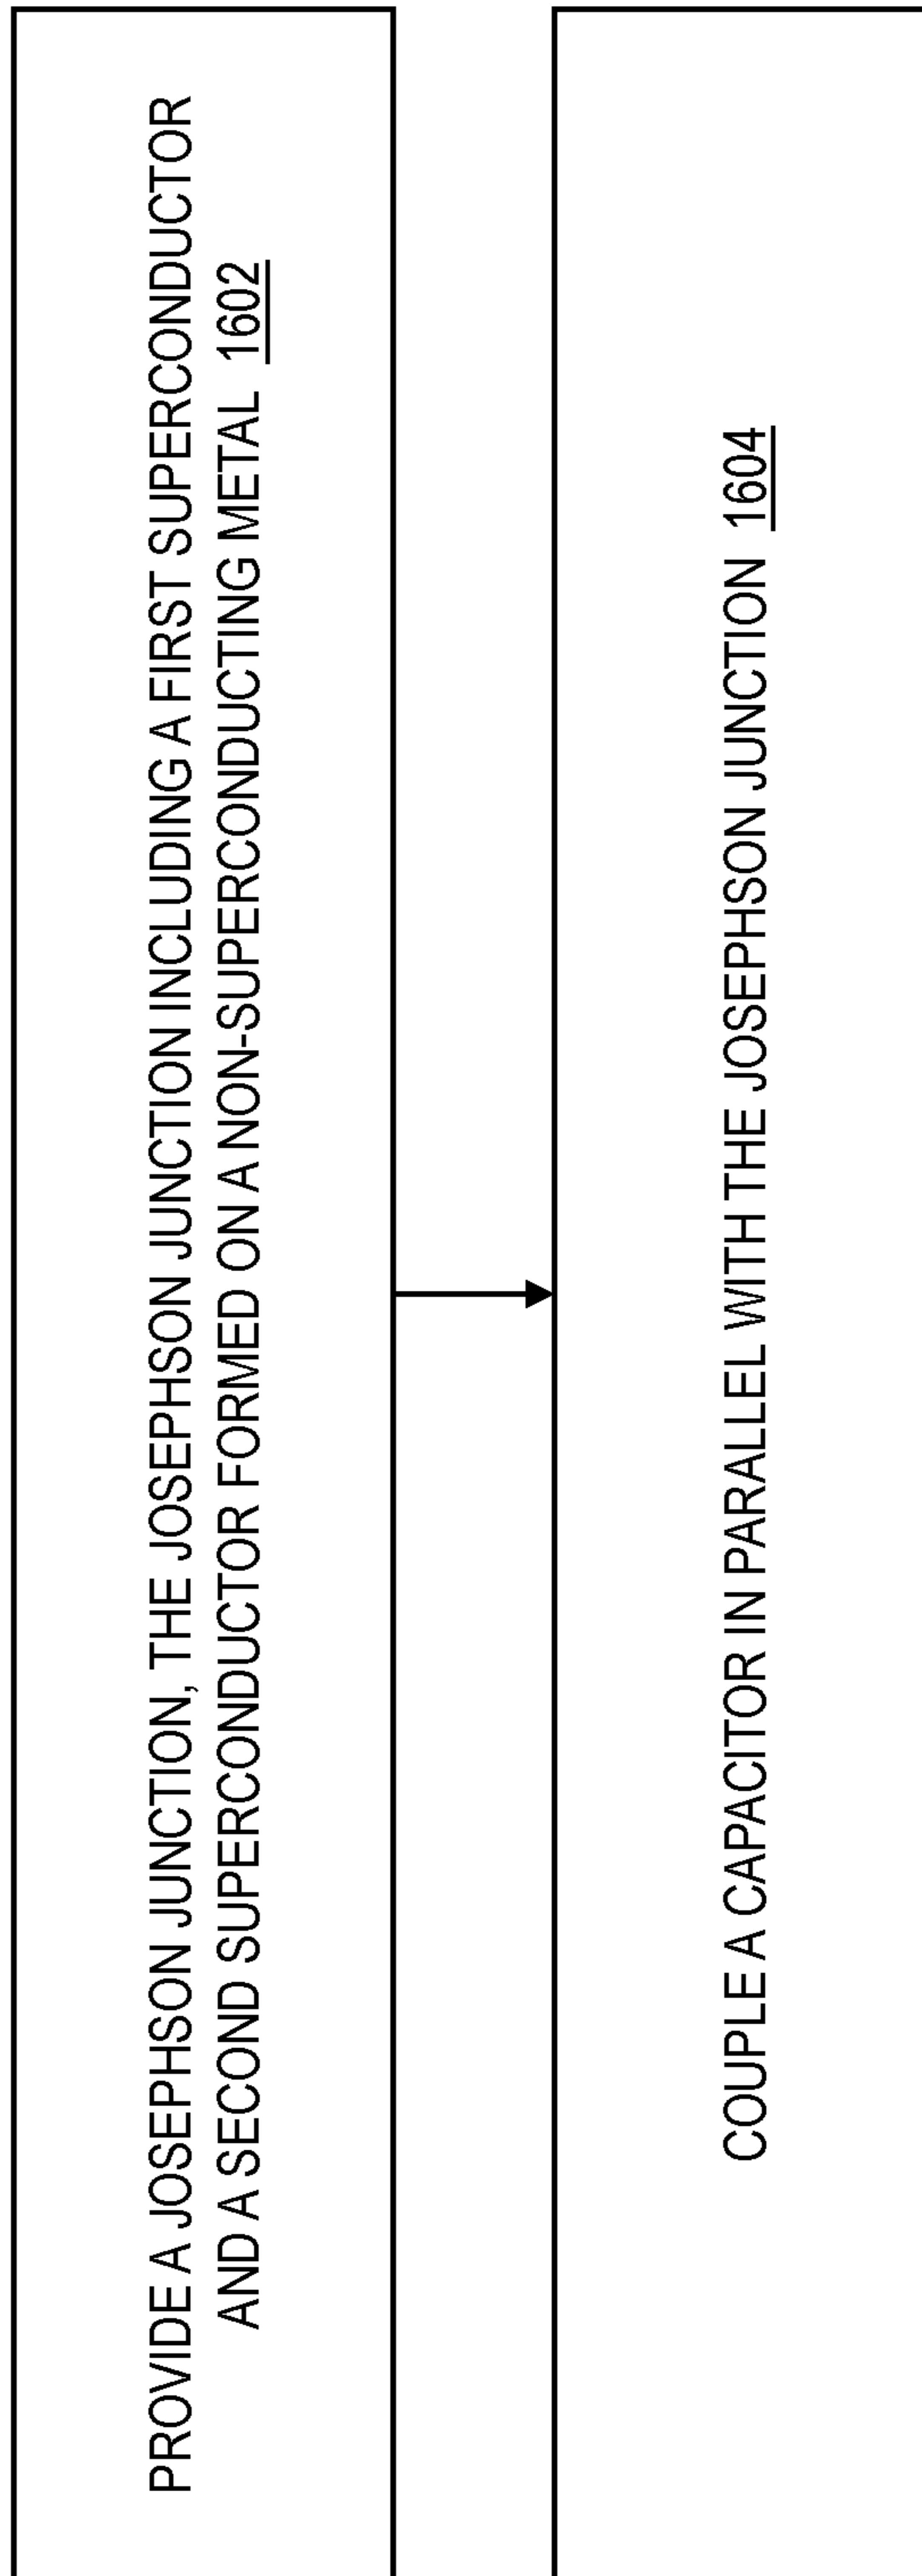 PROVIDE A JOSEPHSON JUNCTION, THE JOSEPHSON JUNCTION INCLUDING A FIRST SUPERCONDUCTOR
AND A SECOND SUPERCONDUCTOR FORMED ON A NON-SUPERCONDUCTING METAL 1602
COUPLE A CAPACITOR IN PARALLEL WITH THE JOSEPHSON JUNCTION 1604